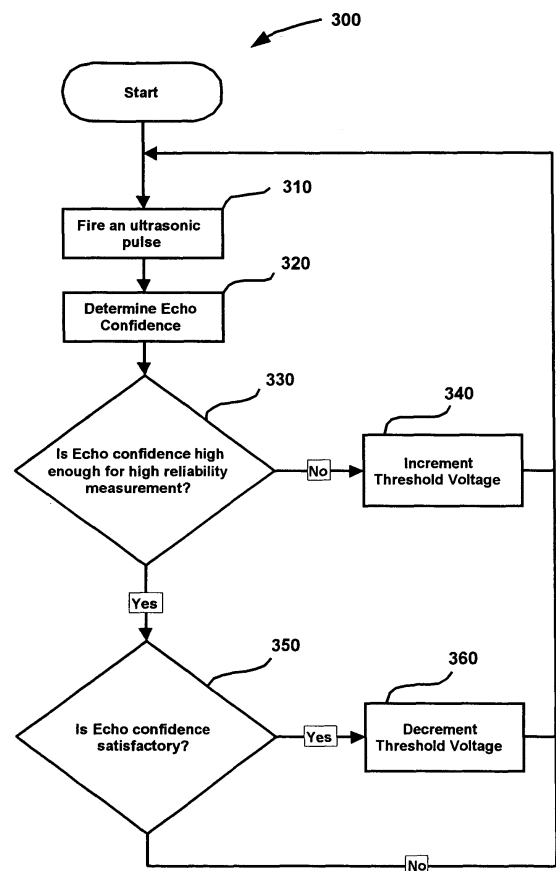 300
Start
310
Fire an ultrasonic
pulse
320
Determine Echo
Confidence
330
340
Is Echo confidence high
enough for high reliability
measurement?
No
Increment
Threshold Voltage
Yes
350
360
Is Echo confidence
satisfactory?
Yes
Decrement
Threshold Voltage
No